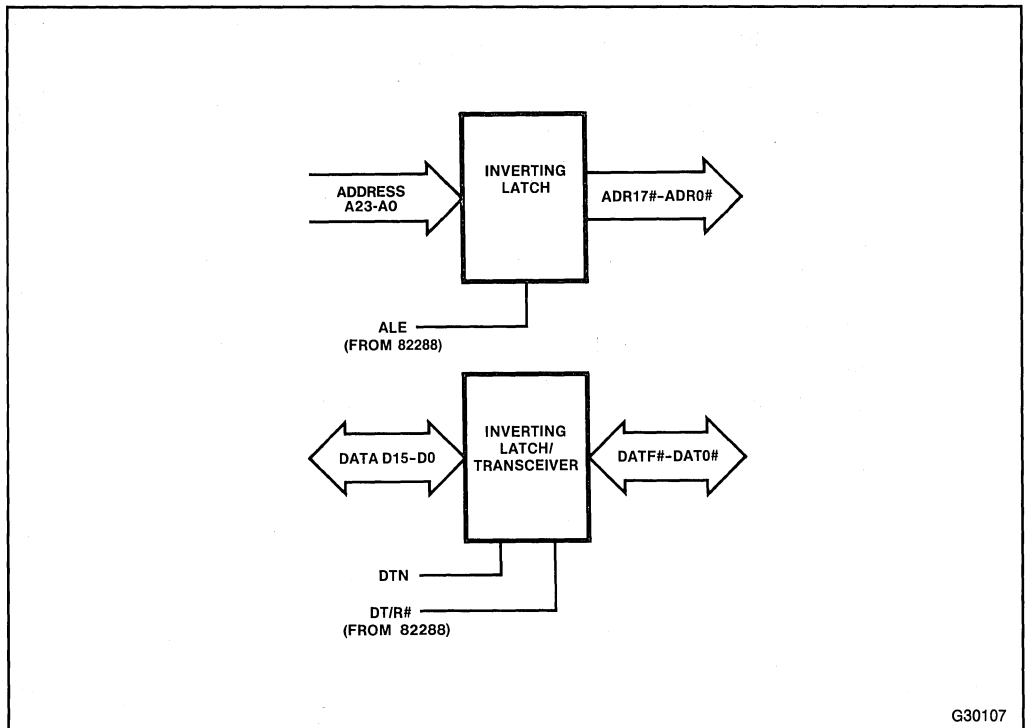 INVERTING
LATCH
ADDRESS
A23-A0
ADR17#-ADR0#
ALE
(FROM 82288)
INVERTING
LATCH/
TRANSCEIVER
DATA D15-D0
DATF#-DAT0#
DTN
DT/R#
(FROM 82288)
G30107